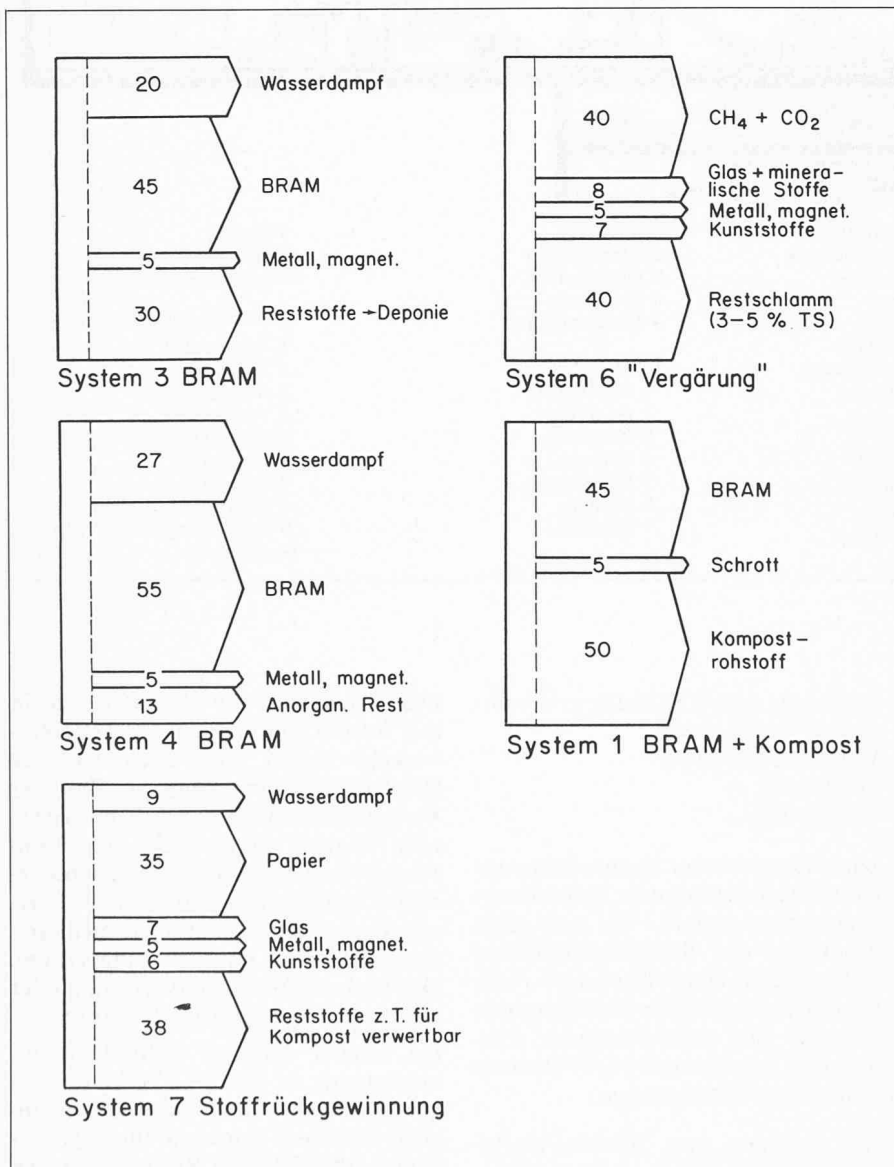 20 Wasserdampf
45 BRAM
5 Metall, magnet.
30 Reststoffe → Deponie
System 3 BRAM
27 Wasserdampf
55 BRAM
5 Metall, magnet.
13 Anorgan. Rest
System 4 BRAM
9 Wasserdampf
35 Papier
7 Glas
5 Metall, magnet.
6 Kunststoffe
38 Reststoffe z.T. für
Kompost verwertbar
System 7 Stoffrückgewinnung
40 CH₄ + CO₂
Glas + minera-
8 lische Stoffe
5 Metall, magnet.
7 Kunststoffe
40 Restschlamm
(3–5 % TS)
System 6 "Vergärung"
45 BRAM
5 Schrott
50 Kompost-
rohstoff
System 1 BRAM + Kompost